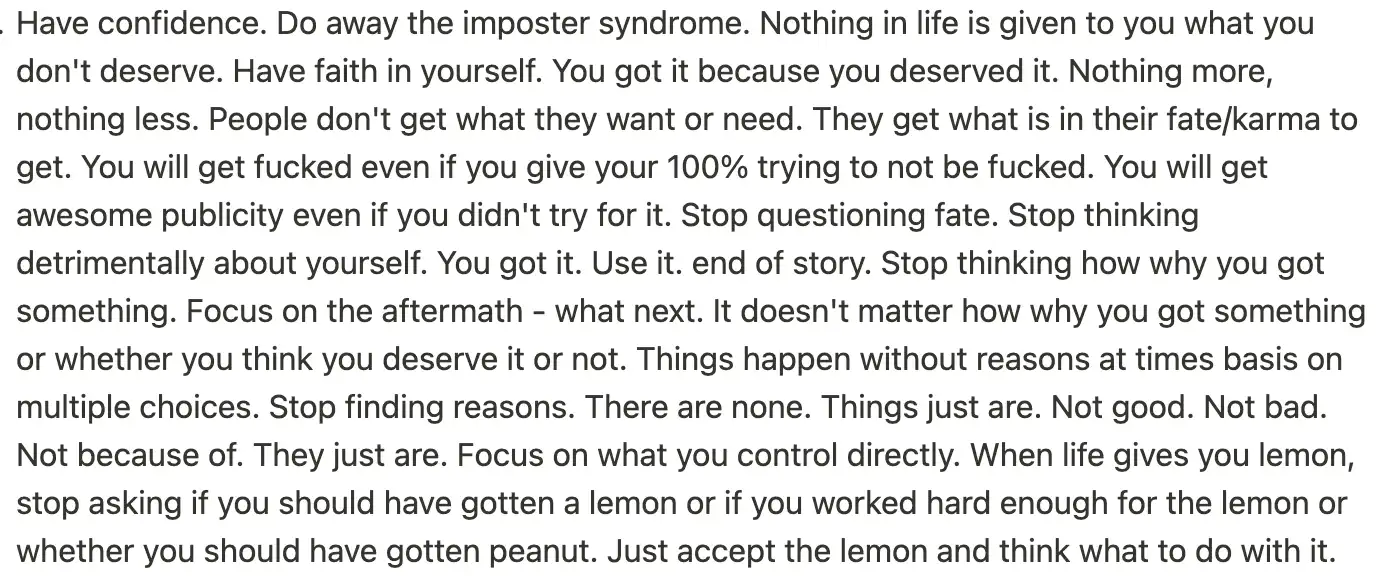 . Have confidence. Do away the imposter syndrome. Nothing in life is given to you what you
don't deserve. Have faith in yourself. You got it because you deserved it. Nothing more,
nothing less. People don't get what they want or need. They get what is in their fate/karma to
get. You will get fucked even if you give your 100% trying to not be fucked. You will get
awesome publicity even if you didn't try for it. Stop questioning fate. Stop thinking
detrimentally about yourself. You got it. Use it. end of story. Stop thinking how why you got
something. Focus on the aftermath - what next. It doesn't matter how why you got something
or whether you think you deserve it or not. Things happen without reasons at times basis on
multiple choices. Stop finding reasons. There are none. Things just are. Not good. Not bad.
Not because of. They just are. Focus on what you control directly. When life gives you lemon,
stop asking if you should have gotten a lemon or if you worked hard enough for the lemon or
whether you should have gotten peanut. Just accept the lemon and think what to do with it.